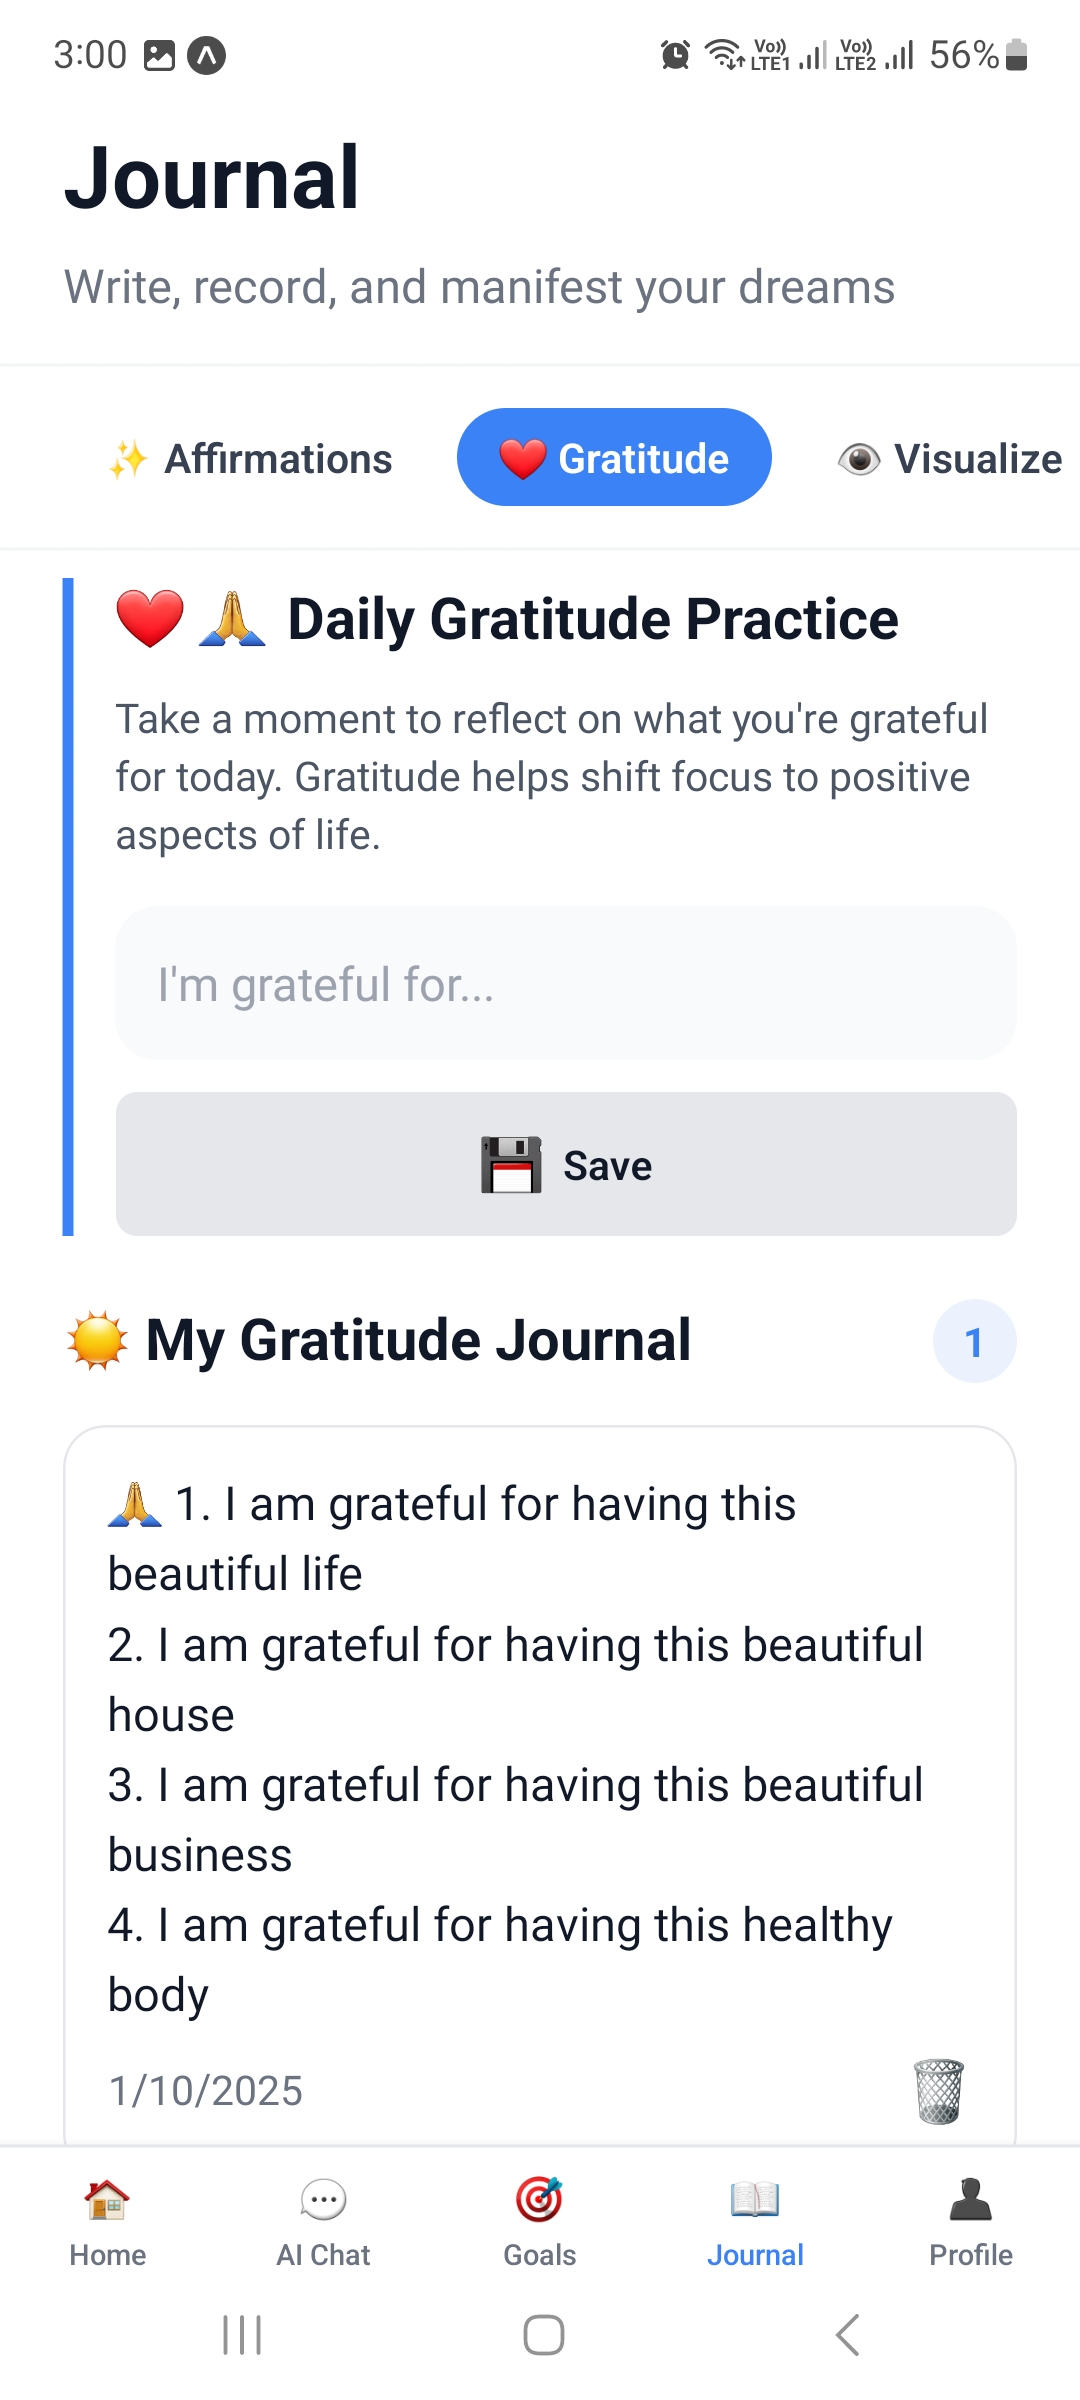 3:00
Vo)) LTE1 Vo)) LTE2 56%
Journal
Write, record, and manifest your dreams
✨ Affirmations ❤️ Gratitude 👁️ Visualize
❤️🙏 Daily Gratitude Practice
Take a moment to reflect on what you're grateful
for today. Gratitude helps shift focus to positive
aspects of life.
I'm grateful for...
💾 Save
☀️ My Gratitude Journal 1
🙏 1. I am grateful for having this
beautiful life
2. I am grateful for having this beautiful
house
3. I am grateful for having this beautiful
business
4. I am grateful for having this healthy
body
1/10/2025
Home AI Chat Goals Journal Profile